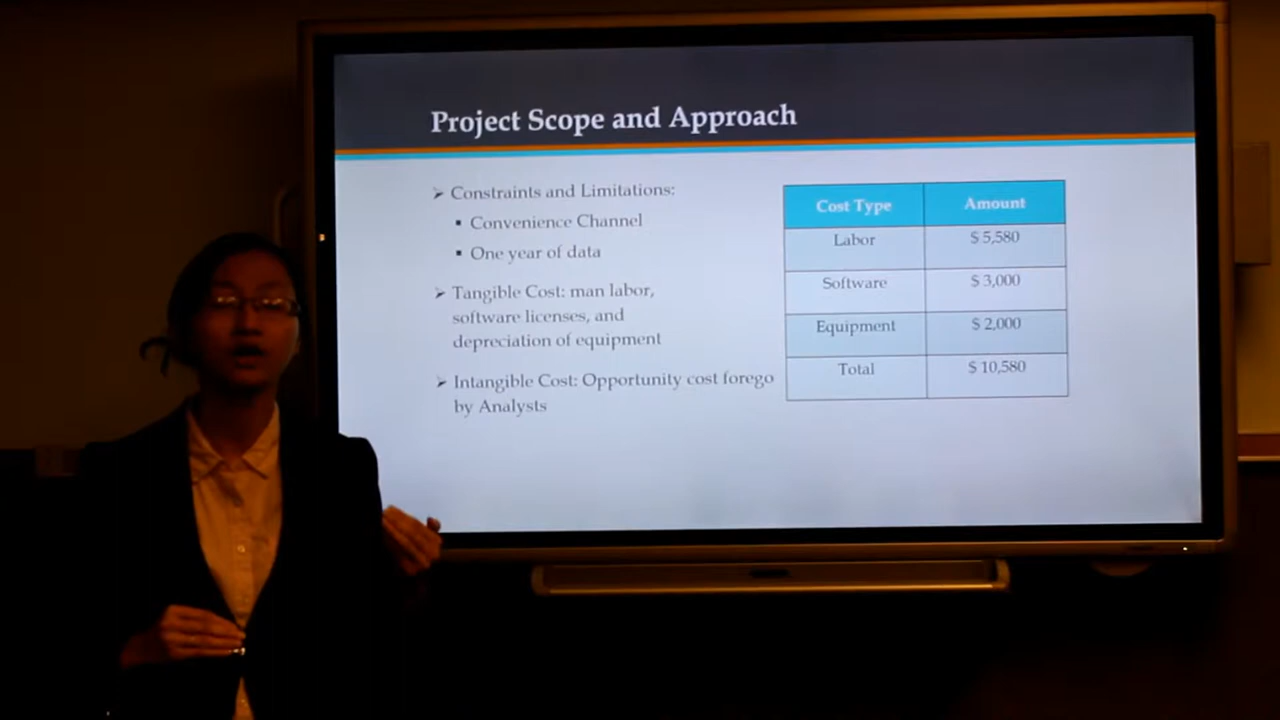 Project Scope and Approach
➢ Constraints and Limitations:
▪ Convenience Channel
▪ One year of data
➢ Tangible Cost: man labor,
software licenses, and
depreciation of equipment
➢ Intangible Cost: Opportunity cost forego
by Analysts
Cost Type Amount
Labor $ 5,580
Software $ 3,000
Equipment $ 2,000
Total $ 10,580